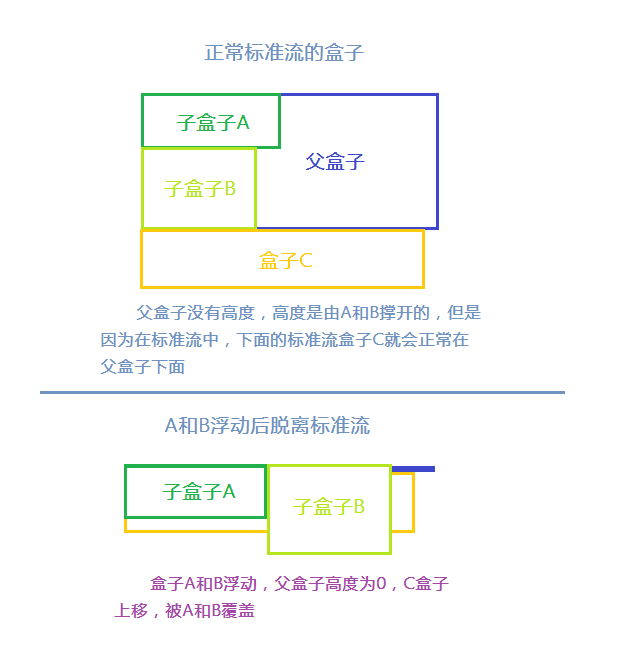 正常标准流的盒子
子盒子A
父盒子
子盒子B
盒子C
父盒子没有高度，高度是由A和B撑开的，但是
因为在标准流中，下面的标准流盒子C就会正常在
父盒子下面
A和B浮动后脱离标准流
子盒子A
子盒子B
盒子A和B浮动，父盒子高度为0，C盒子
上移，被A和B覆盖